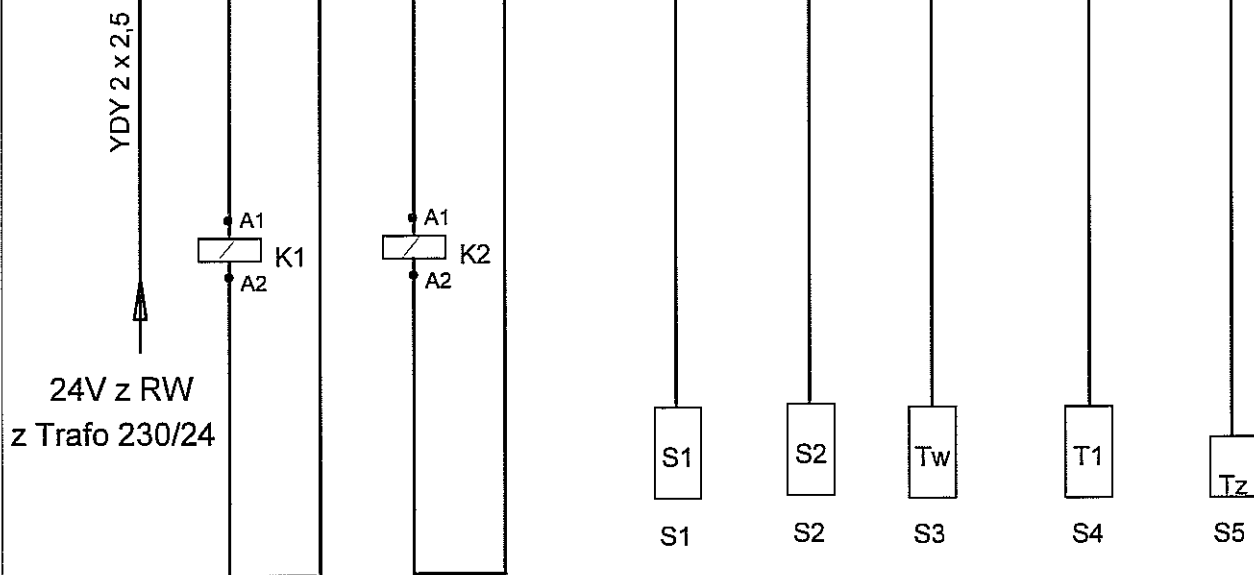 YDY 2 x 2,5
A1
K1
A2
A1
K2
A2
24V z RW
z Trafo 230/24
S1
S2
Tw
T1
Tz
S1
S2
S3
S4
S5